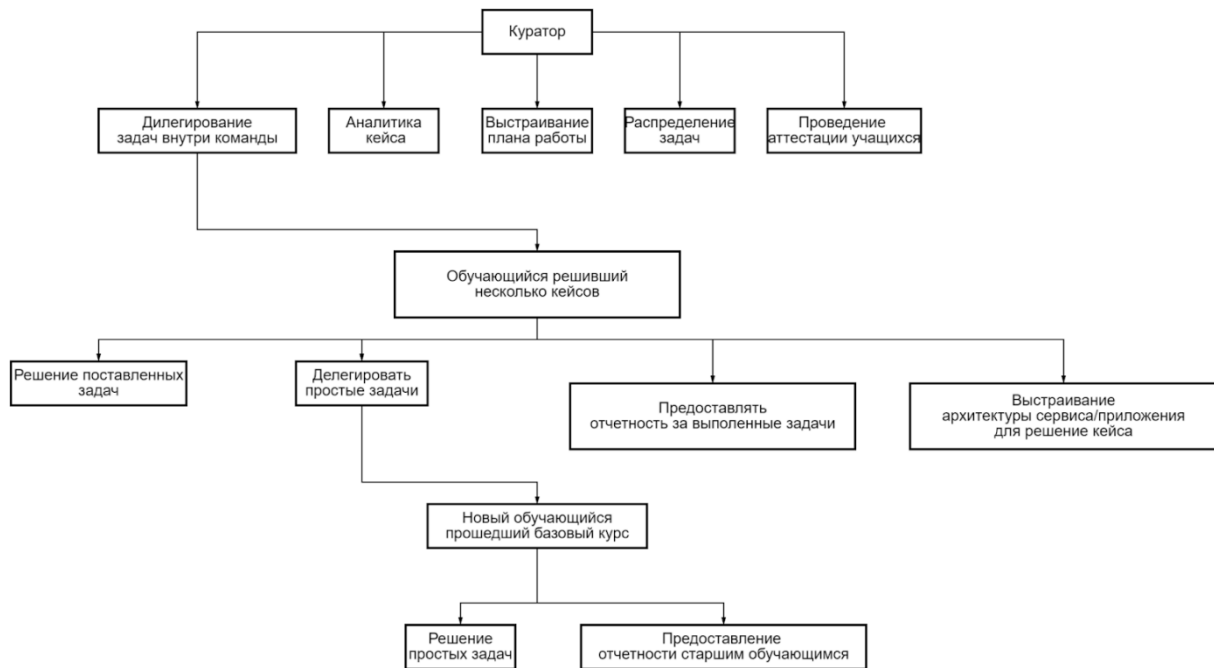 Куратор
Дилегирование
задач внутри команды
Аналитика
кейса
Выстраивание
плана работы
Распределение
задач
Проведение
аттестации учащихся
Обучающийся решивший
несколько кейсов
Решение поставленных
задач
Делегировать
простые задачи
Предоставлять
отчетность за выполенные задачи
Выстраивание
архитектуры сервиса/приложения
для решение кейса
Новый обучающийся
прошедший базовый курс
Решение
простых задач
Предоставление
отчетности старшим обучающимся